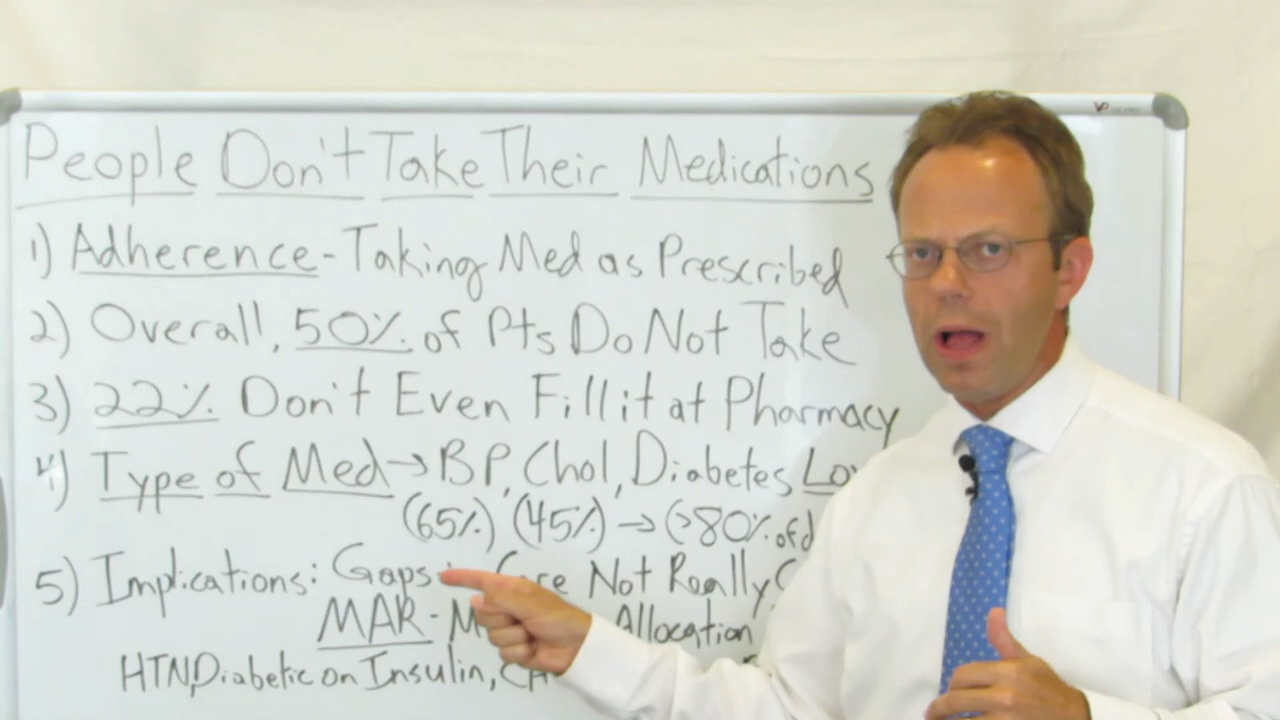 People Don't Take Their Medications
1) Adherence - Taking Med as Prescribed
2) Overall, 50% of Pts Do Not Take
3) 22% Don't Even Fill it at Pharmacy
4) Type of Med → BP, Chol, Diabetes
(65%) (45%) → (>80% of
5) Implications: Gaps Not Really
MAR - Allocation
HTN, Diabetic on Insulin,